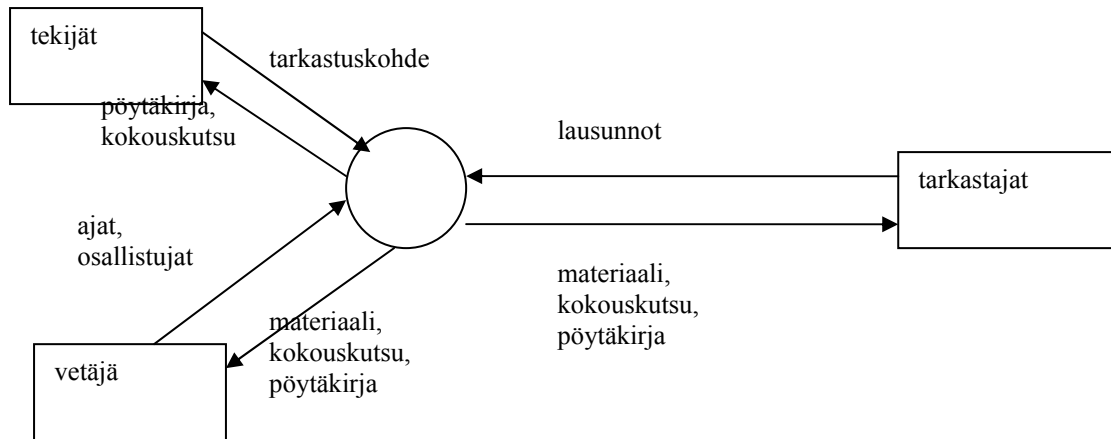 tekijät
tarkastuskohde
pöytäkirja,
kokouskutsu
lausunnot
tarkastajat
ajat,
osallistujat
materiaali,
kokouskutsu,
pöytäkirja
materiaali,
kokouskutsu,
pöytäkirja
vetäjä